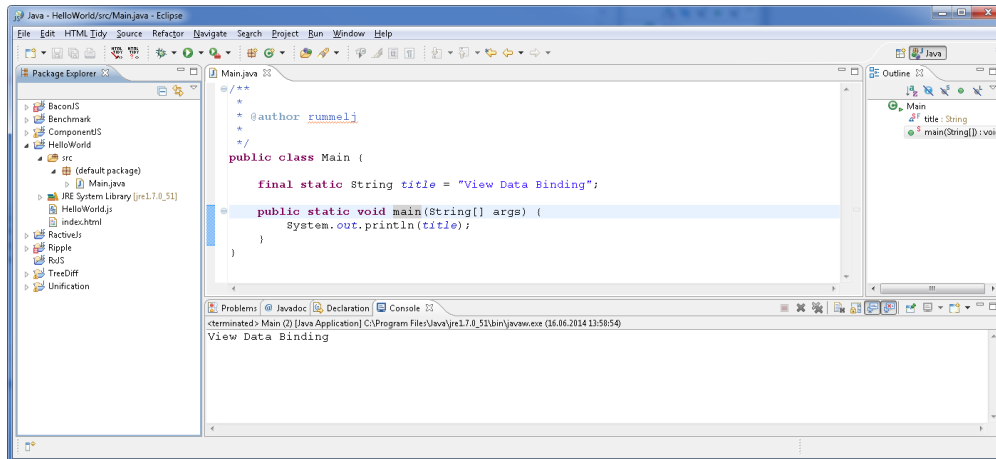 Java - HelloWorld/src/Main.java - Eclipse
File Edit HTML Tidy Source Refactor Navigate Search Project Run Window Help
Java
Package Explorer
BaconJS
Benchmark
ComponentJS
HelloWorld
src
(default package)
Main.java
JRE System Library [jre1.7.0_51]
HelloWorld.js
index.html
RactiveJs
Ripple
RxJS
TreeDiff
Unification
Main.java
/**
*
* @author rummelj
*
*/
public class Main {
final static String title = "View Data Binding";
public static void main(String[] args) {
System.out.println(title);
}
}
Outline
Main
title : String
main(String[]) : voi
Problems @ Javadoc Declaration Console
<terminated> Main (2) [Java Application] C:\Program Files\Java\jre1.7.0_51\bin\javaw.exe (16.06.2014 13:58:54)
View Data Binding